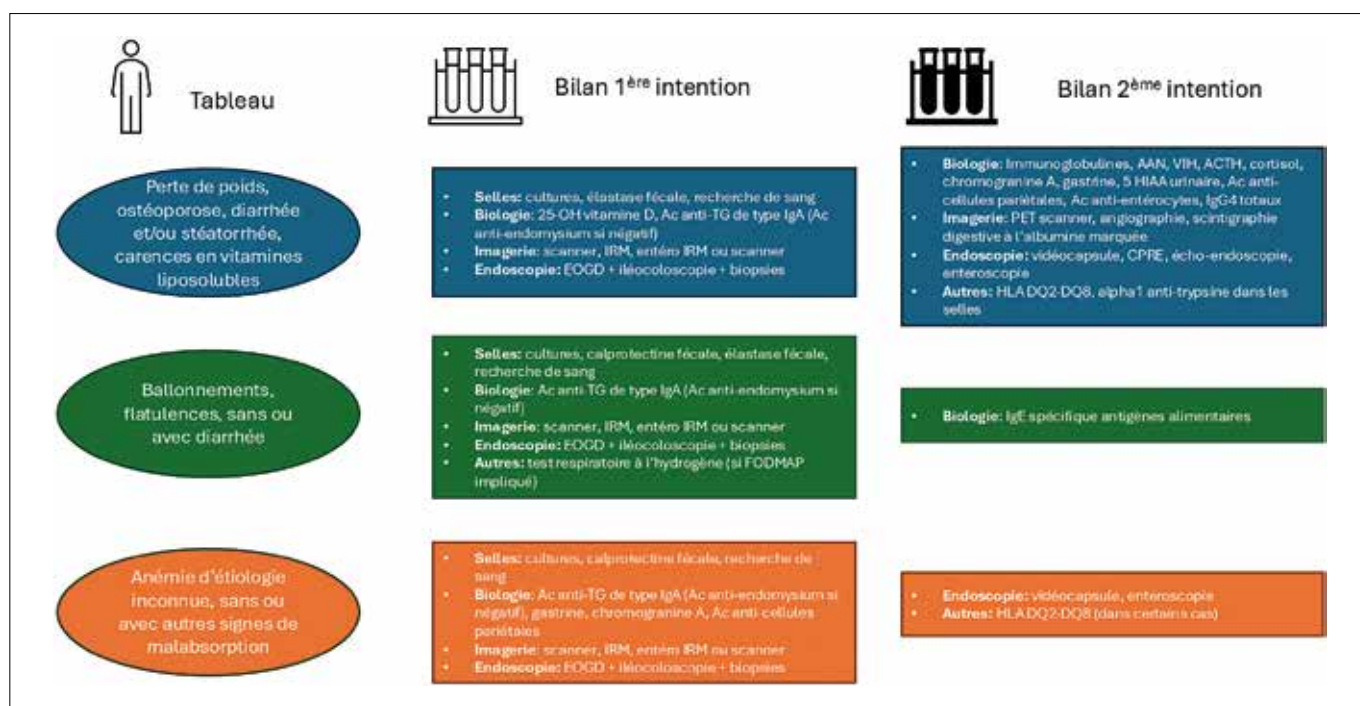 Tableau
Bilan 1ère intention
Bilan 2ème intention
Perte de poids,
ostéoporose, diarrhée
et/ou stéatorrhée,
carences en vitamines
liposolubles
• Selles: cultures, élastase fécale, recherche de sang
• Biologie: 25-OH vitamine D, Ac anti-TG de type IgA (Ac
anti-endomysium si négatif)
• Imagerie: scanner, IRM, entéro IRM ou scanner
• Endoscopie: EOGD + iléocoloscopie + biopsies
• Biologie: Immunoglobulines, AAN, VIH, ACTH, cortisol,
chromogranine A, gastrine, 5 HIAA urinaire, Ac anti-
cellules pariétales, Ac anti-entérocytes, IgG4 totaux
• Imagerie: PET scanner, angiographie, scintigraphie
digestive à l'albumine marquée
• Endoscopie: vidéocapsule, CPRE, écho-endoscopie,
enteroscopie
• Autres: HLA DQ2-DQ8, alpha1 anti-trypsine dans les
selles
Ballonnements,
flatulences, sans ou
avec diarrhée
• Selles: cultures, calprotectine fécale, élastase fécale,
recherche de sang
• Biologie: Ac anti-TG de type IgA (Ac anti-endomysium si
négatif)
• Imagerie: scanner, IRM, entéro IRM ou scanner
• Endoscopie: EOGD + iléocoloscopie + biopsies
• Autres: test respiratoire à l'hydrogène (si FODMAP
impliqué)
• Biologie: IgE spécifique antigènes alimentaires
Anémie d'étiologie
inconnue, sans ou
avec autres signes de
malabsorption
• Selles: cultures, calprotectine fécale, recherche de
sang
• Biologie: Ac anti-TG de type IgA (Ac anti-endomysium si
négatif), gastrine, chromogranine A, Ac anti-cellules
pariétales
• Imagerie: scanner, IRM, entéro IRM ou scanner
• Endoscopie: EOGD + iléocoloscopie + biopsies
• Endoscopie: vidéocapsule, enteroscopie
• Autres: HLA DQ2-DQ8 (dans certains cas)